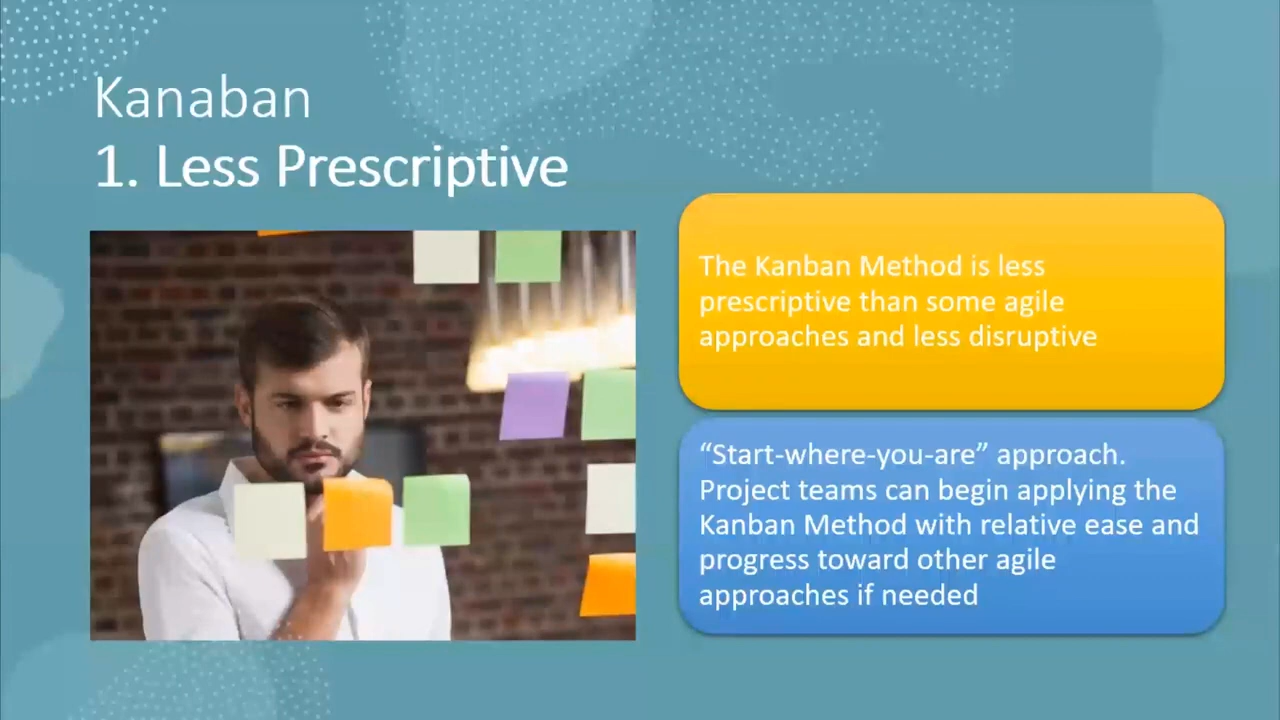 Kanaban
1. Less Prescriptive
The Kanban Method is less
prescriptive than some agile
approaches and less disruptive
“Start-where-you-are” approach.
Project teams can begin applying the
Kanban Method with relative ease and
progress toward other agile
approaches if needed